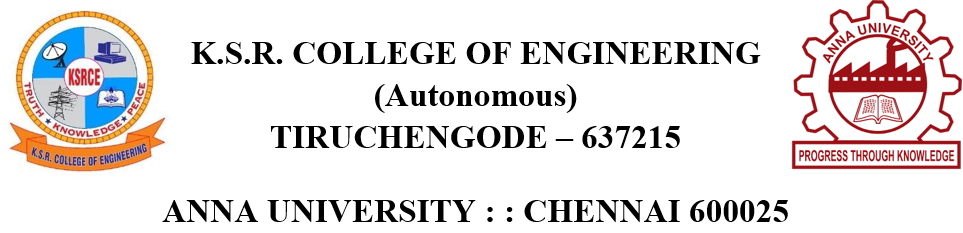 KSRCE
TRUTH ★ KNOWLEDGE ★ PEACE
K.S.R. COLLEGE OF ENGINEERING
K.S.R. COLLEGE OF ENGINEERING
(Autonomous)
TIRUCHENGODE – 637215
ANNA UNIVERSITY
PROGRESS THROUGH KNOWLEDGE
ANNA UNIVERSITY : : CHENNAI 600025